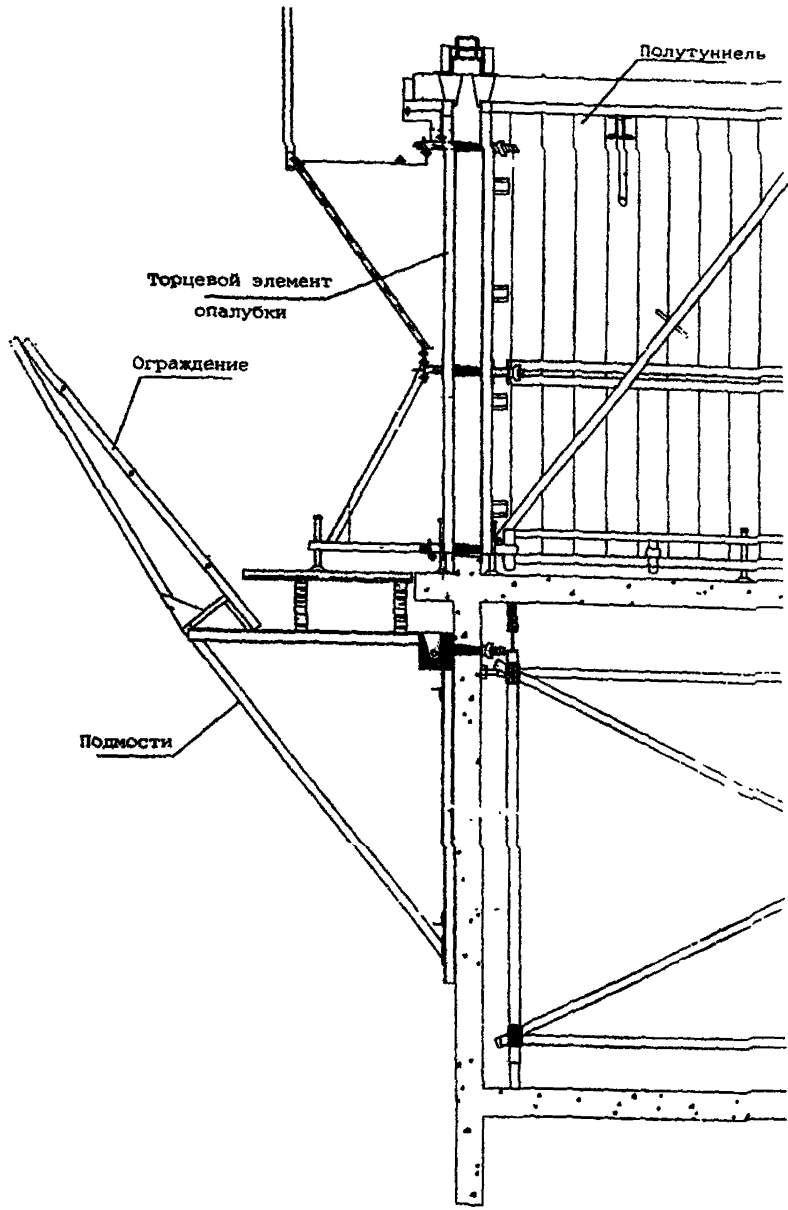 Полутуннель
Торцевой элемент
опалубки
Ограждение
Подмости